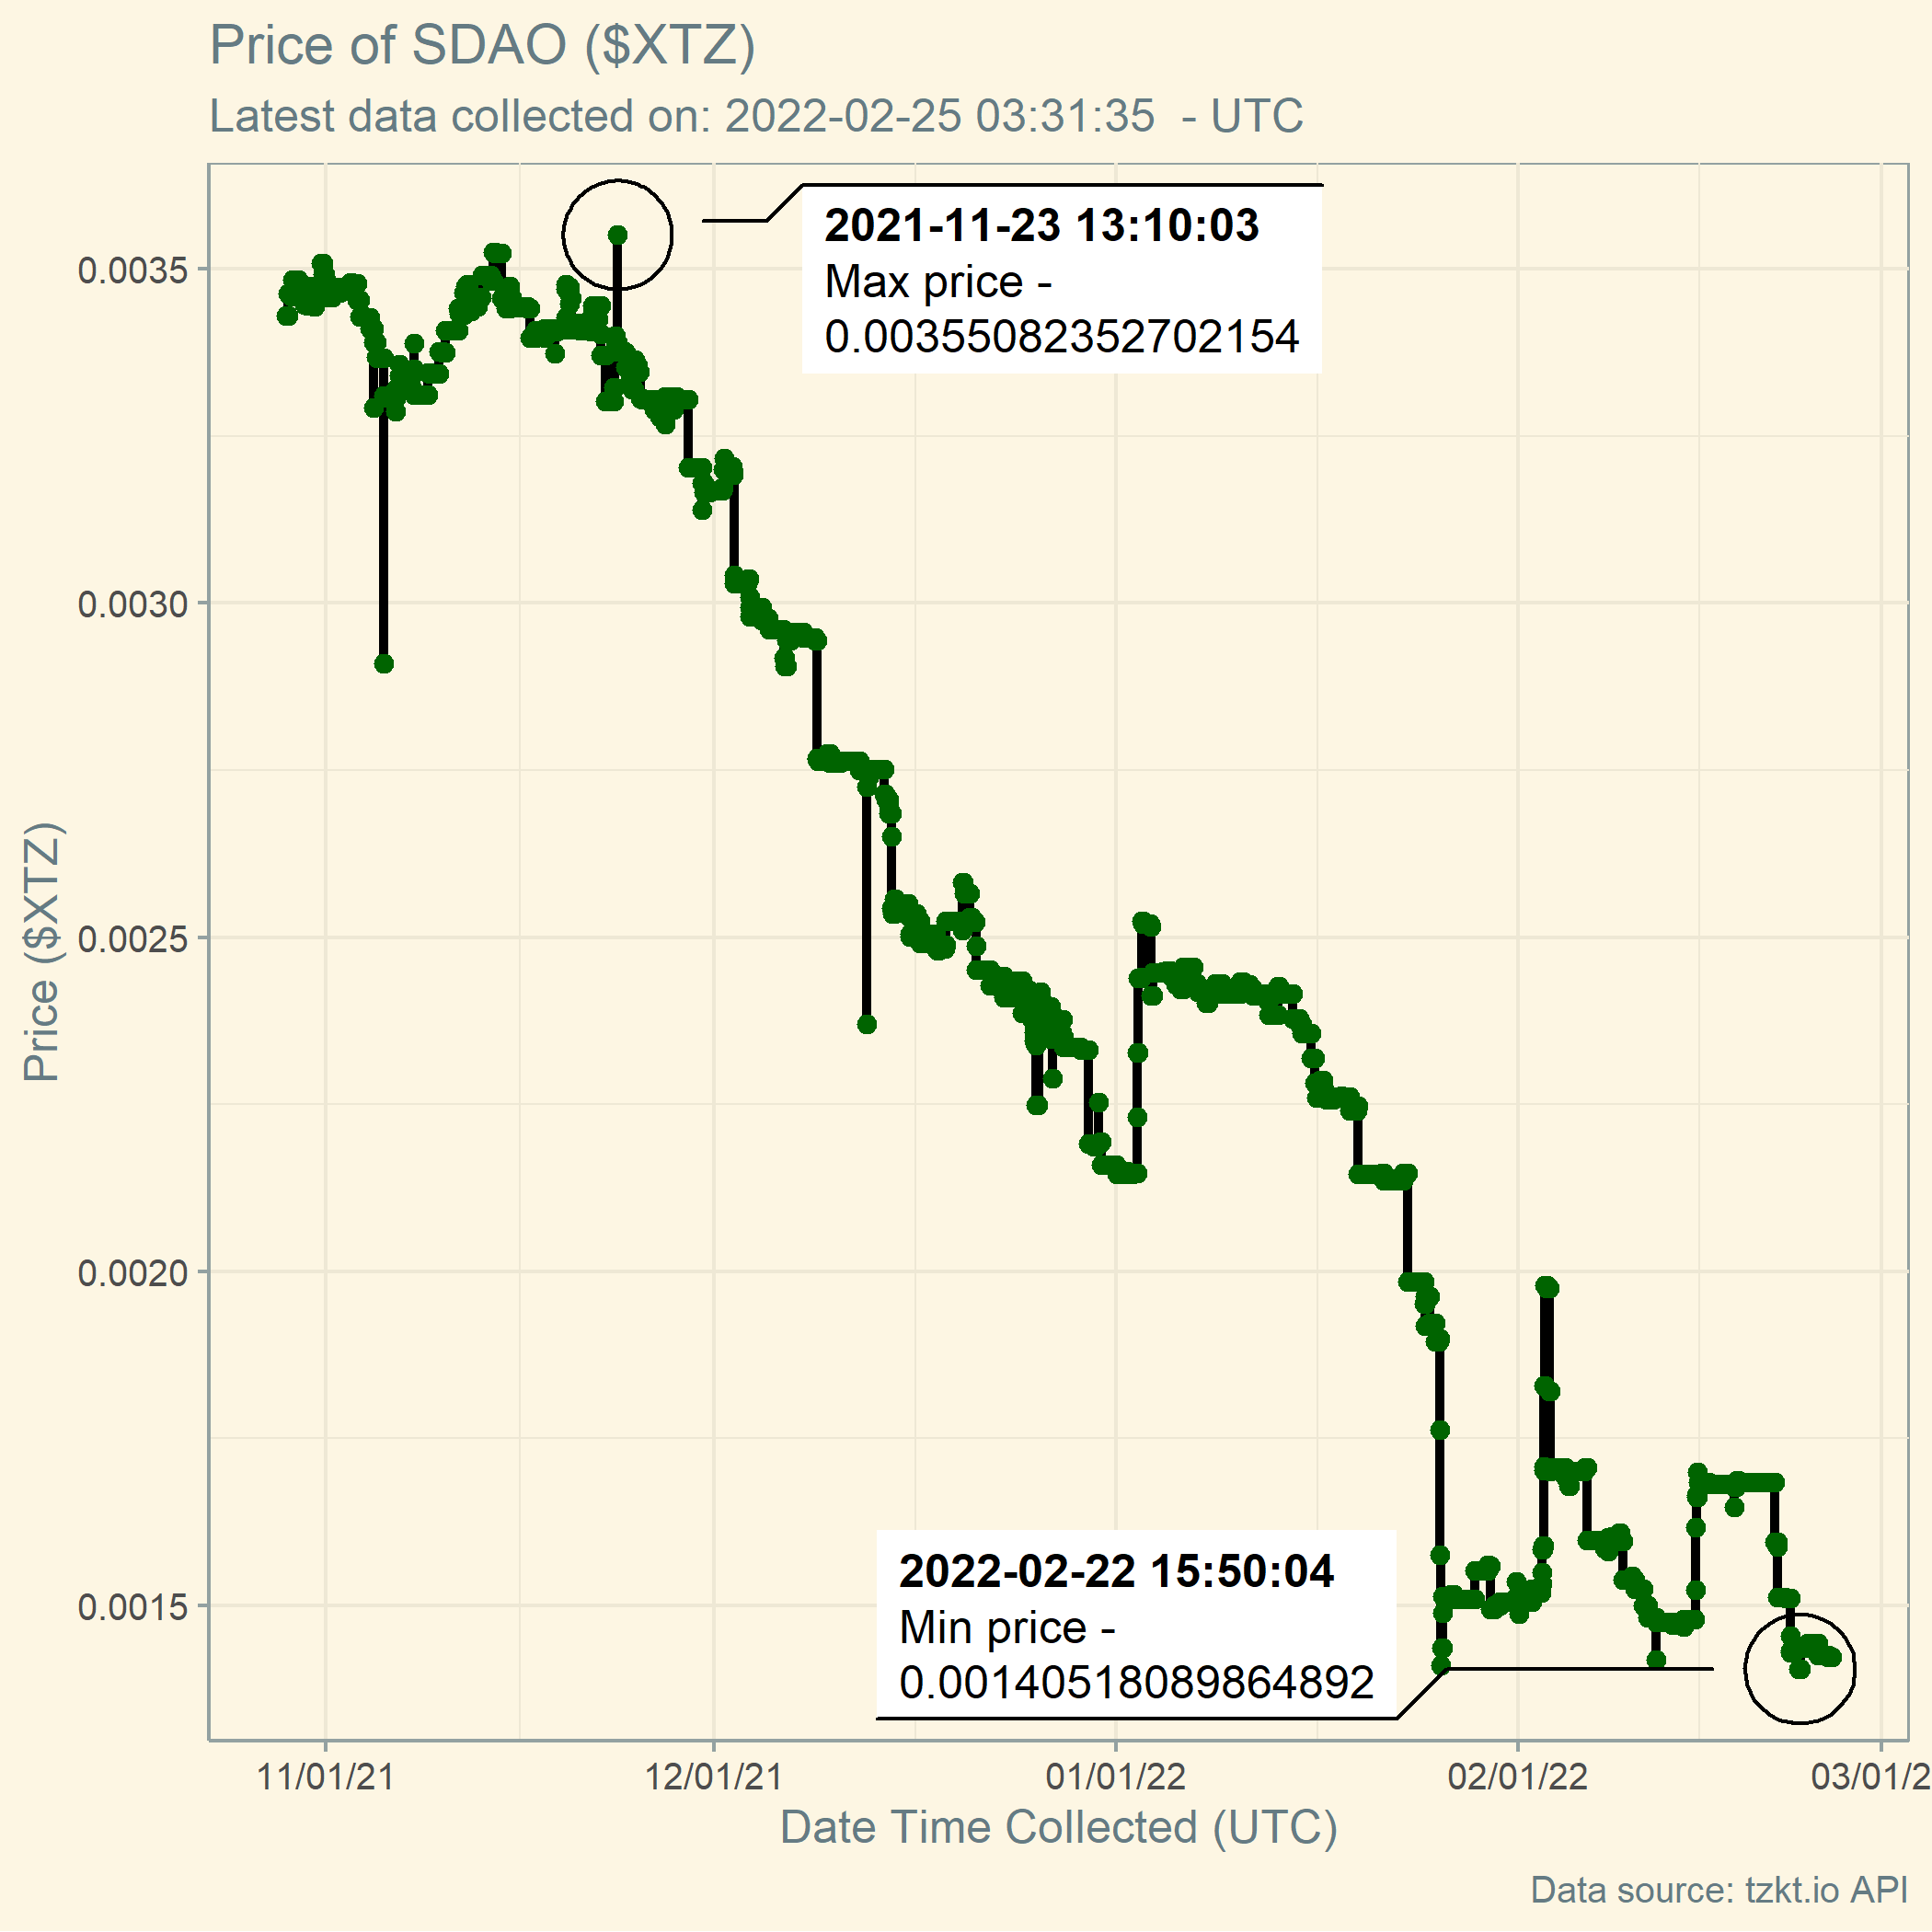 Price of SDAO ($XTZ)
Latest data collected on: 2022-02-25 03:31:35  - UTC
2021-11-23 13:10:03
Max price -
0.00355082352702154
0.0035
0.0030
0.0025
0.0020
0.0015
Price ($XTZ)
2022-02-22 15:50:04
Min price -
0.00140518089864892
11/01/21
12/01/21
01/01/22
02/01/22
03/01/2
Date Time Collected (UTC)
Data source: tzkt.io API